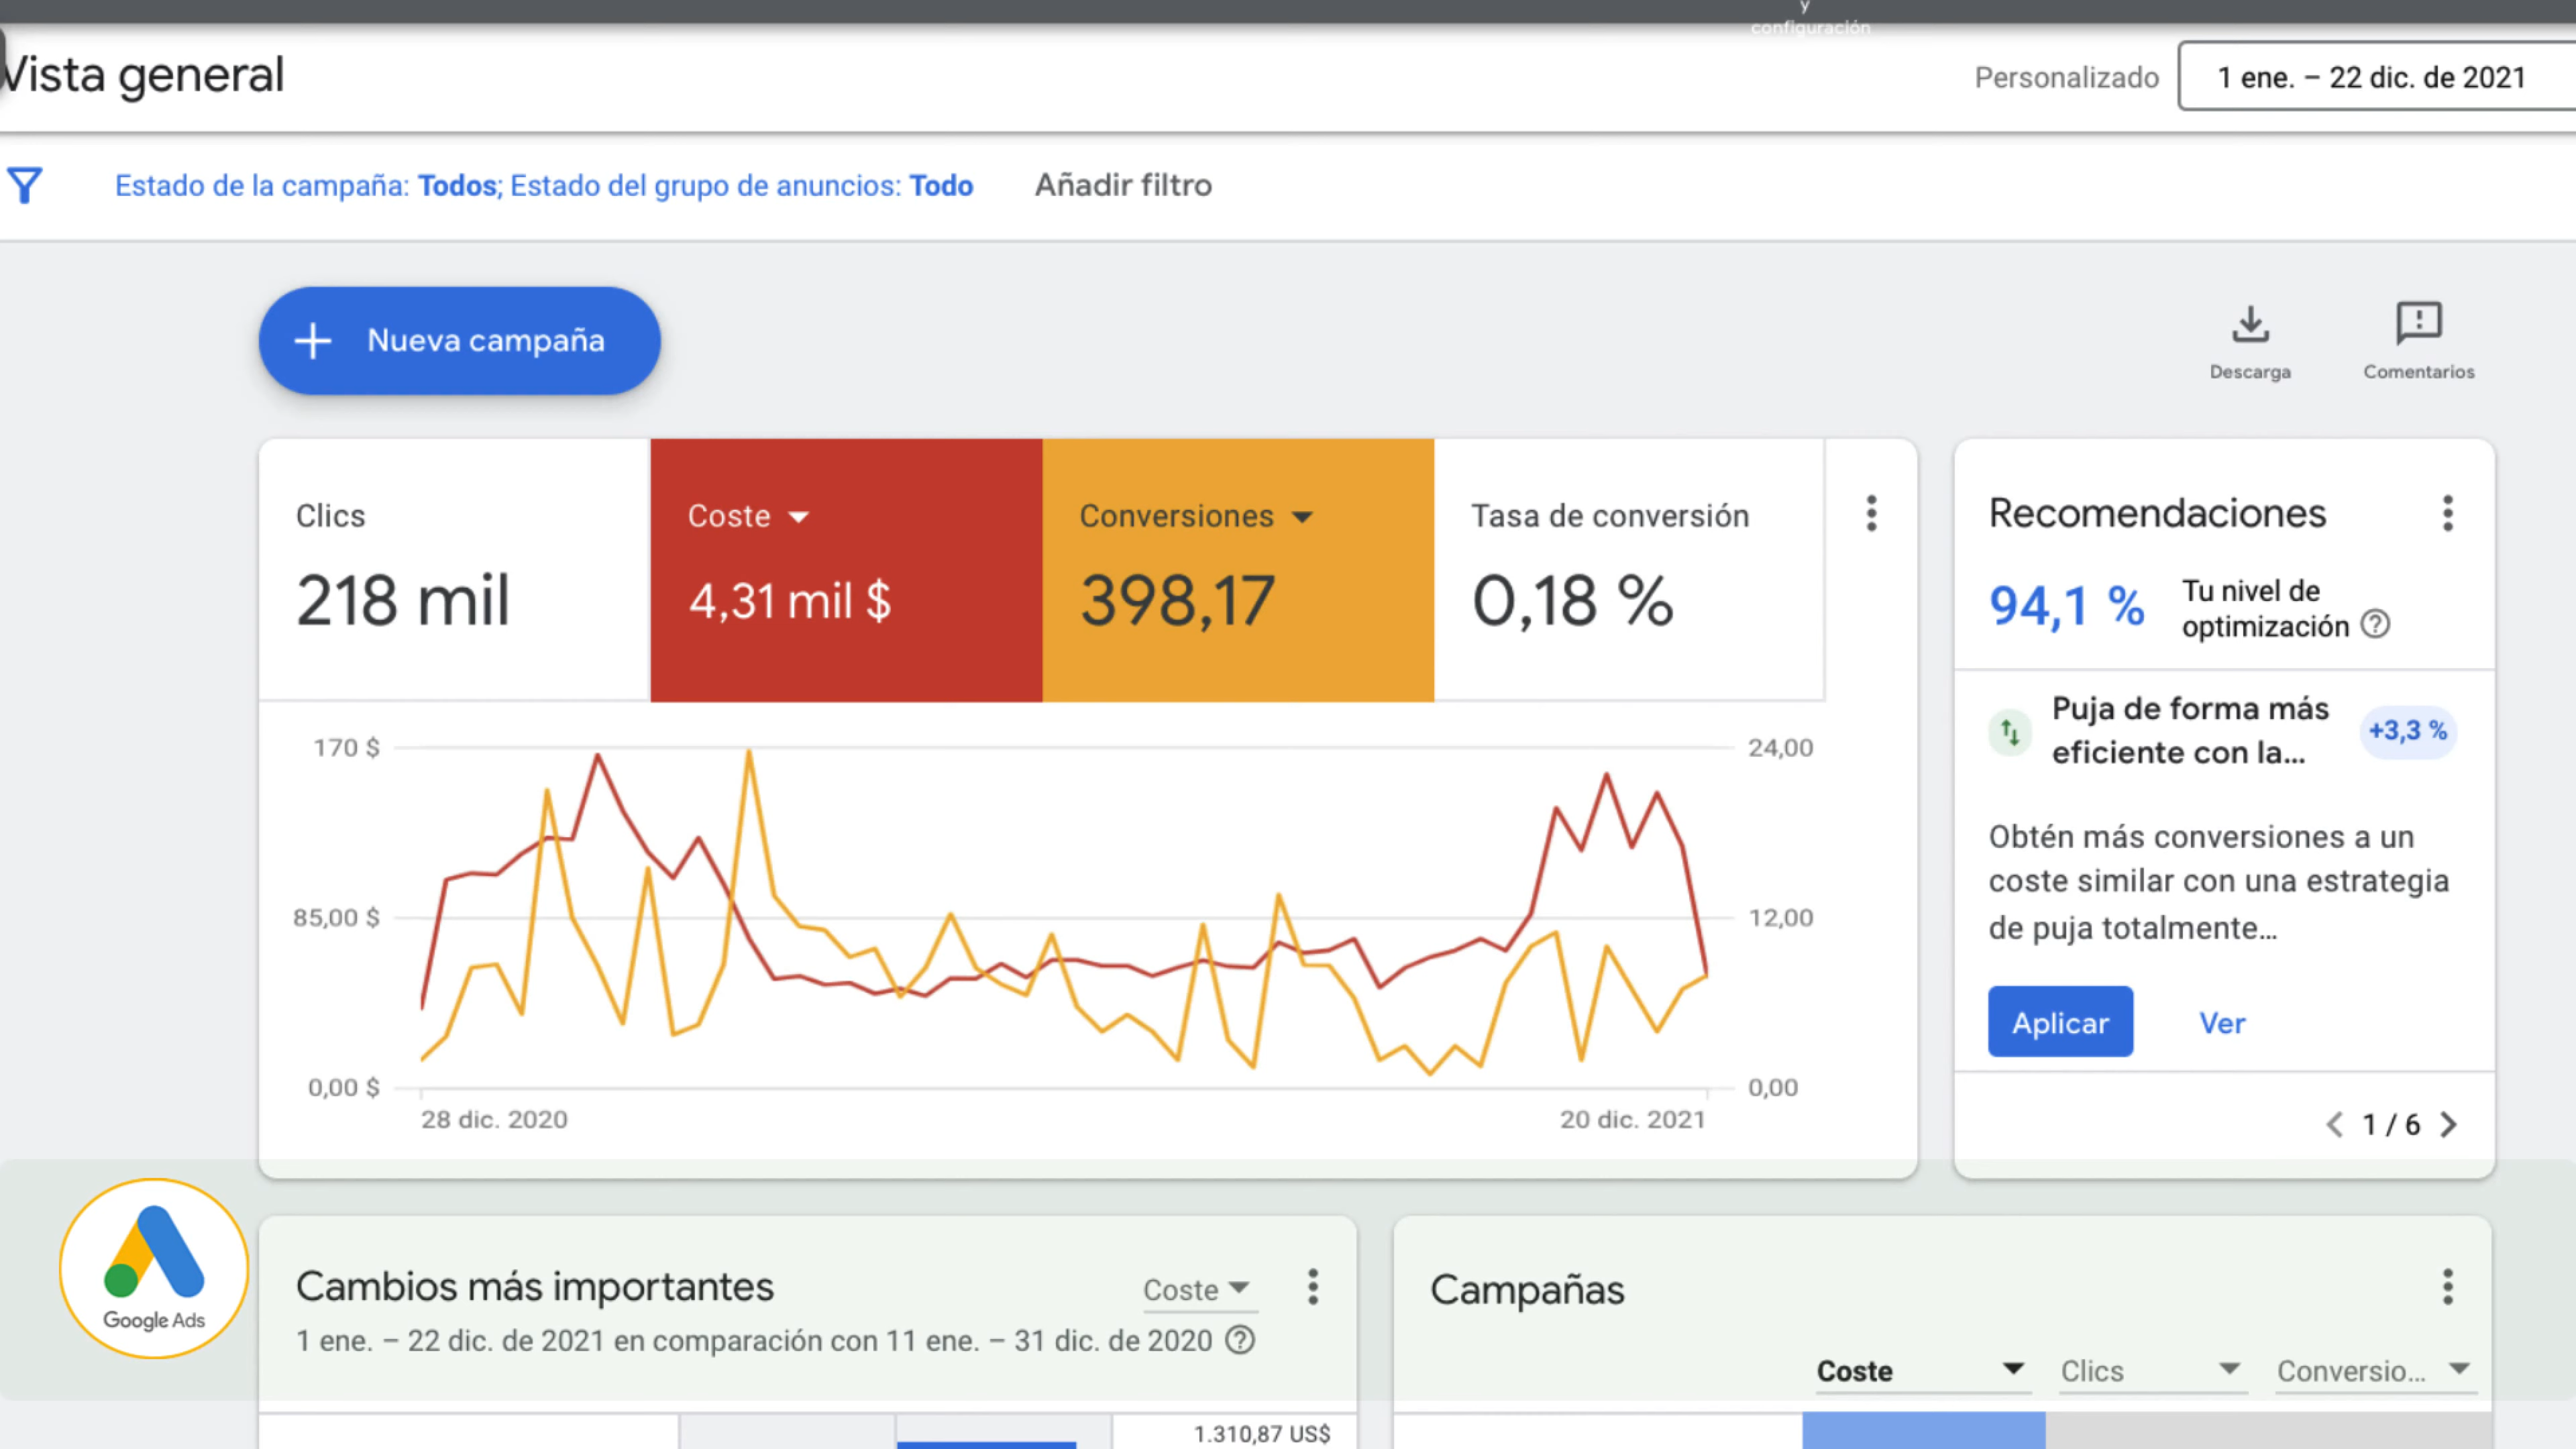 y
configuración
Vista general
Personalizado
1 ene. – 22 dic. de 2021
Estado de la campaña: Todos; Estado del grupo de anuncios: Todo
Añadir filtro
Nueva campaña
Descarga
Comentarios
Clics
218 mil
Coste
4,31 mil $
Conversiones
398,17
Tasa de conversión
0,18 %
170 $
85,00 $
0,00 $
24,00
12,00
0,00
28 dic. 2020
20 dic. 2021
Recomendaciones
94,1 %
Tu nivel de
optimización
Puja de forma más
eficiente con la...
+3,3 %
Obtén más conversiones a un
coste similar con una estrategia
de puja totalmente...
Aplicar
Ver
1 / 6
Google Ads
Cambios más importantes
Coste
1 ene. – 22 dic. de 2021 en comparación con 11 ene. – 31 dic. de 2020
1.310,87 US$
Campañas
Coste
Clics
Conversio...